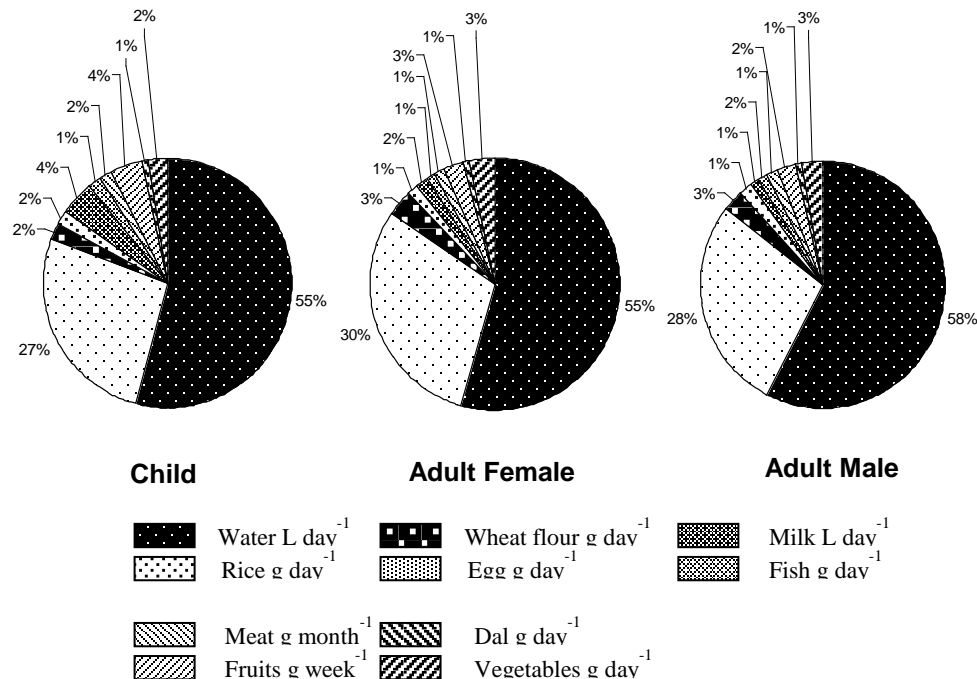 2%
1%
4%
2%
1%
4%
2%
2%
55%
27%
Child
3%
1%
3%
1%
1%
2%
1%
3%
55%
30%
Adult Female
3%
1%
2%
1%
2%
1%
1%
3%
58%
28%
Adult Male
Water L day⁻¹
Wheat flour g day⁻¹
Milk L day⁻¹
Rice g day⁻¹
Egg g day⁻¹
Fish g day⁻¹
Meat g month⁻¹
Dal g day⁻¹
Fruits g week⁻¹
Vegetables g day⁻¹